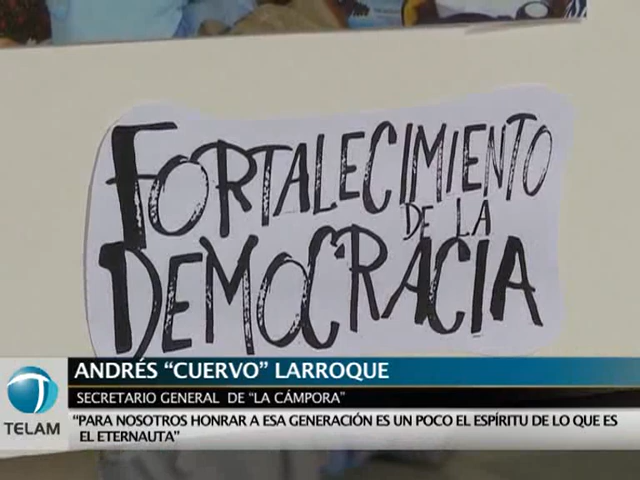 FORTALECIMIENTO
DE LA
DEMOCRACIA
ANDRÉS “CUERVO” LARROQUE
SECRETARIO GENERAL DE “LA CÁMPORA”
TELAM
“PARA NOSOTROS HONRAR A ESA GENERACIÓN ES UN POCO EL ESPÍRITU DE LO QUE ES
EL ETERNAUTA”